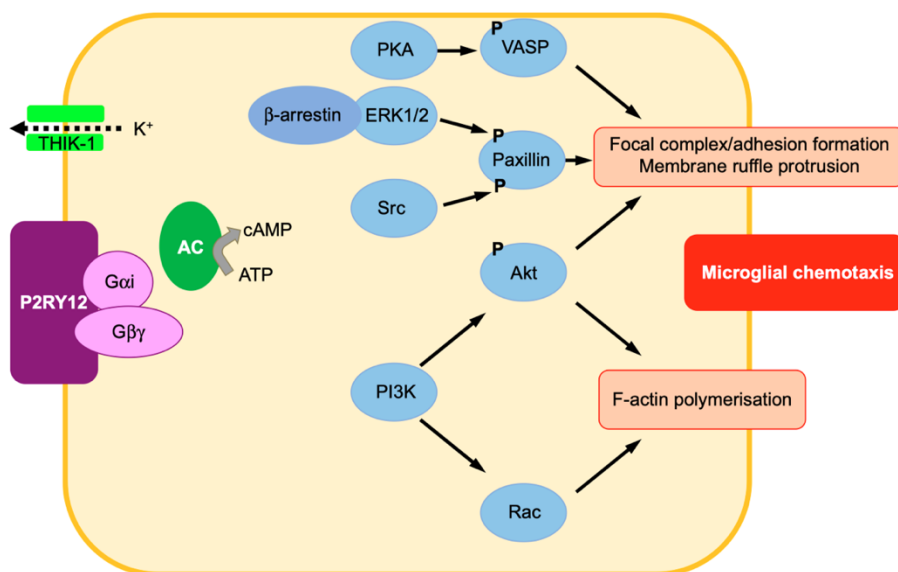 P
PKA
VASP
β-arrestin
ERK1/2
K⁺
THIK-1
P
Paxillin
P
Focal complex/adhesion formation
Membrane ruffle protrusion
Src
cAMP
AC
ATP
P
Akt
Microglial chemotaxis
Gαi
P2RY12
Gβγ
PI3K
F-actin polymerisation
Rac